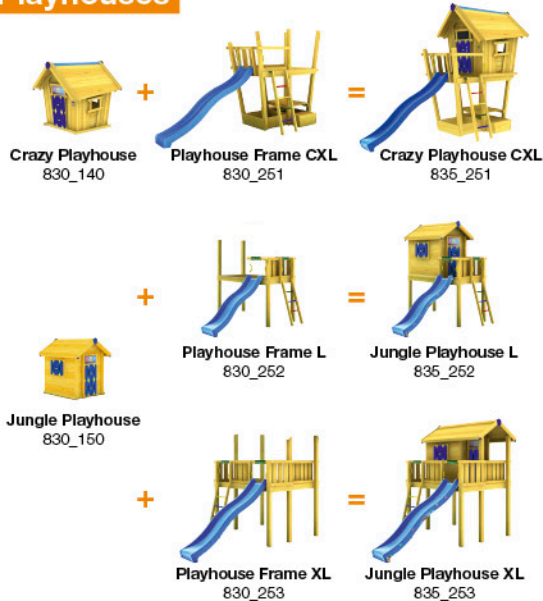 Playhouses
+
=
Crazy Playhouse
830_140
Playhouse Frame CXL
830_251
Crazy Playhouse CXL
835_251
+
=
Playhouse Frame L
830_252
Jungle Playhouse L
835_252
Jungle Playhouse
830_150
+
=
Playhouse Frame XL
830_253
Jungle Playhouse XL
835_253